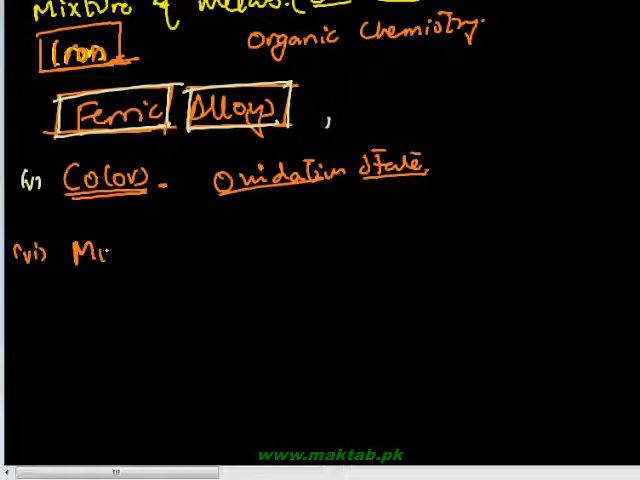 Mixture of Metals. (
Iron Organic Chemistry.
Ferric Alloys ,
(v) Color. Oxidation State,
(vi) M
www.maktab.pk